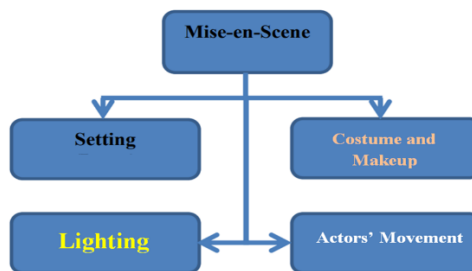 Mise-en-Scene
Setting
Costume and
Makeup
Lighting
Actors’ Movement